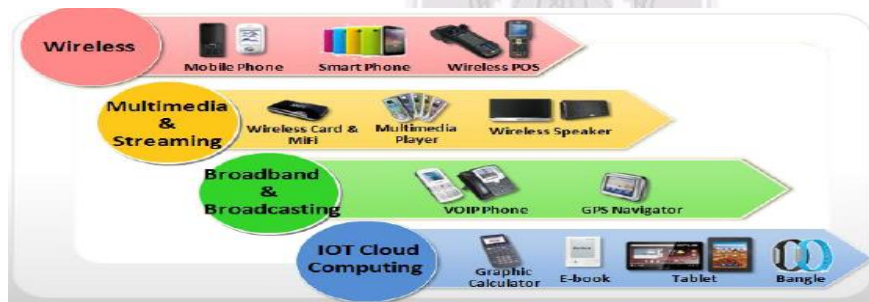 Wireless
Mobile Phone
Smart Phone
Wireless POS
Multimedia
&
Streaming
Wireless Card &
MiFi
Multimedia
Player
Wireless Speaker
Broadband
&
Broadcasting
VOIP Phone
GPS Navigator
IOT Cloud
Computing
Graphic
Calculator
E-book
Tablet
Bangle